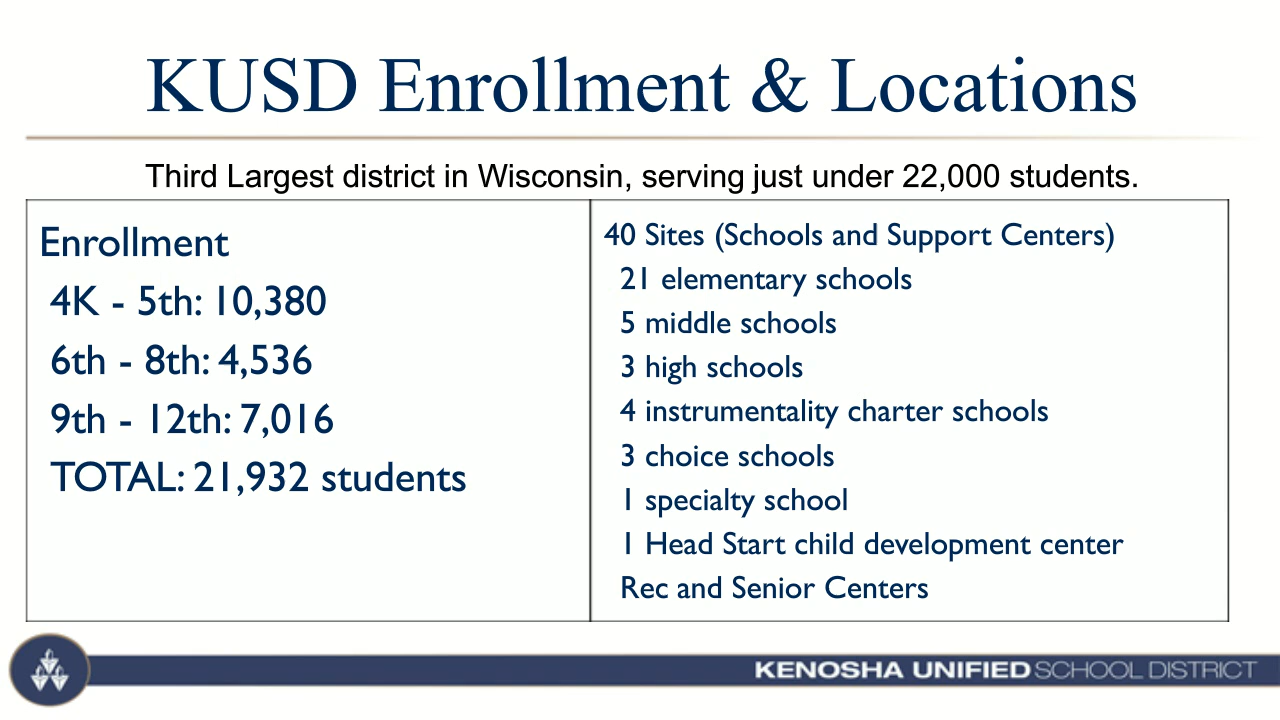 KUSD Enrollment & Locations
Third Largest district in Wisconsin, serving just under 22,000 students.
Enrollment
4K - 5th: 10,380
6th - 8th: 4,536
9th - 12th: 7,016
TOTAL: 21,932 students
40 Sites (Schools and Support Centers)
21 elementary schools
5 middle schools
3 high schools
4 instrumentality charter schools
3 choice schools
1 specialty school
1 Head Start child development center
Rec and Senior Centers
KENOSHA UNIFIED SCHOOL DISTRICT